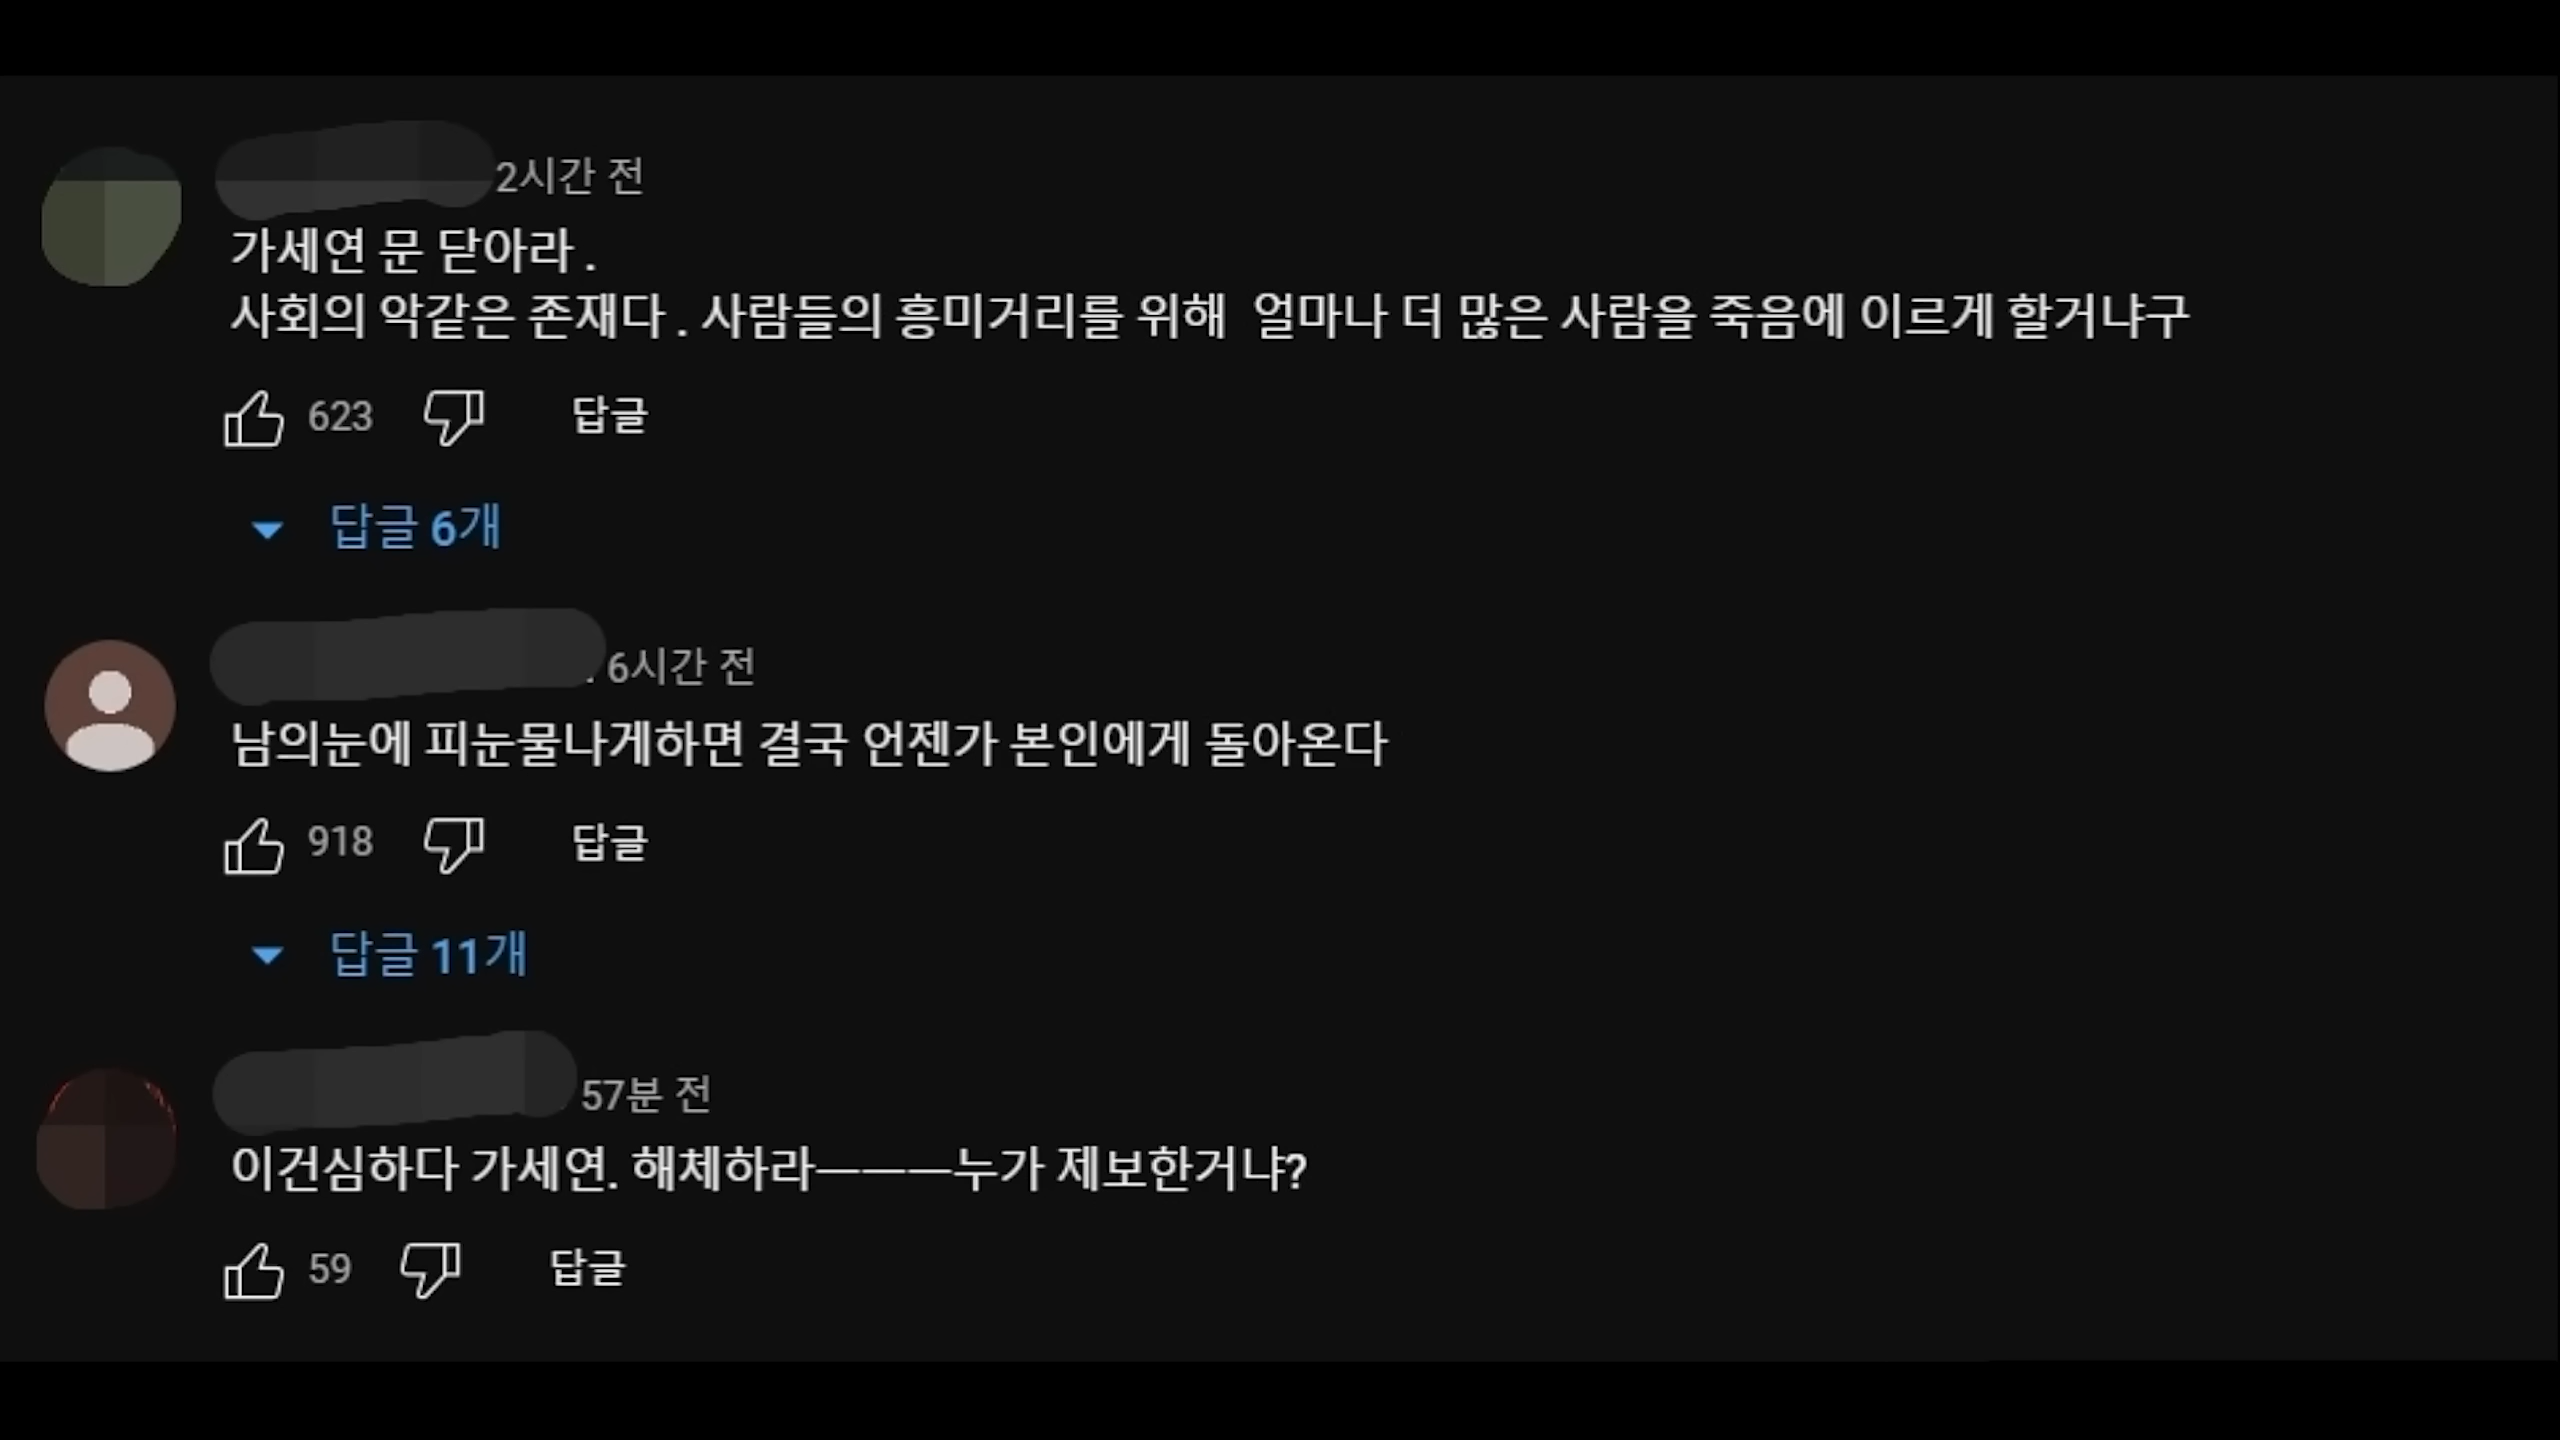 2시간 전
가세연 문 닫아라 .
사회의 악같은 존재다 . 사람들의 흥미거리를 위해  얼마나 더 많은 사람을 죽음에 이르게 할거냐구
623 답글
답글 6개
6시간 전
남의눈에 피눈물나게하면 결국 언젠가 본인에게 돌아온다
918 답글
답글 11개
57분 전
이건심하다 가세연. 해체하라ㅡㅡㅡ누가 제보한거냐?
59 답글